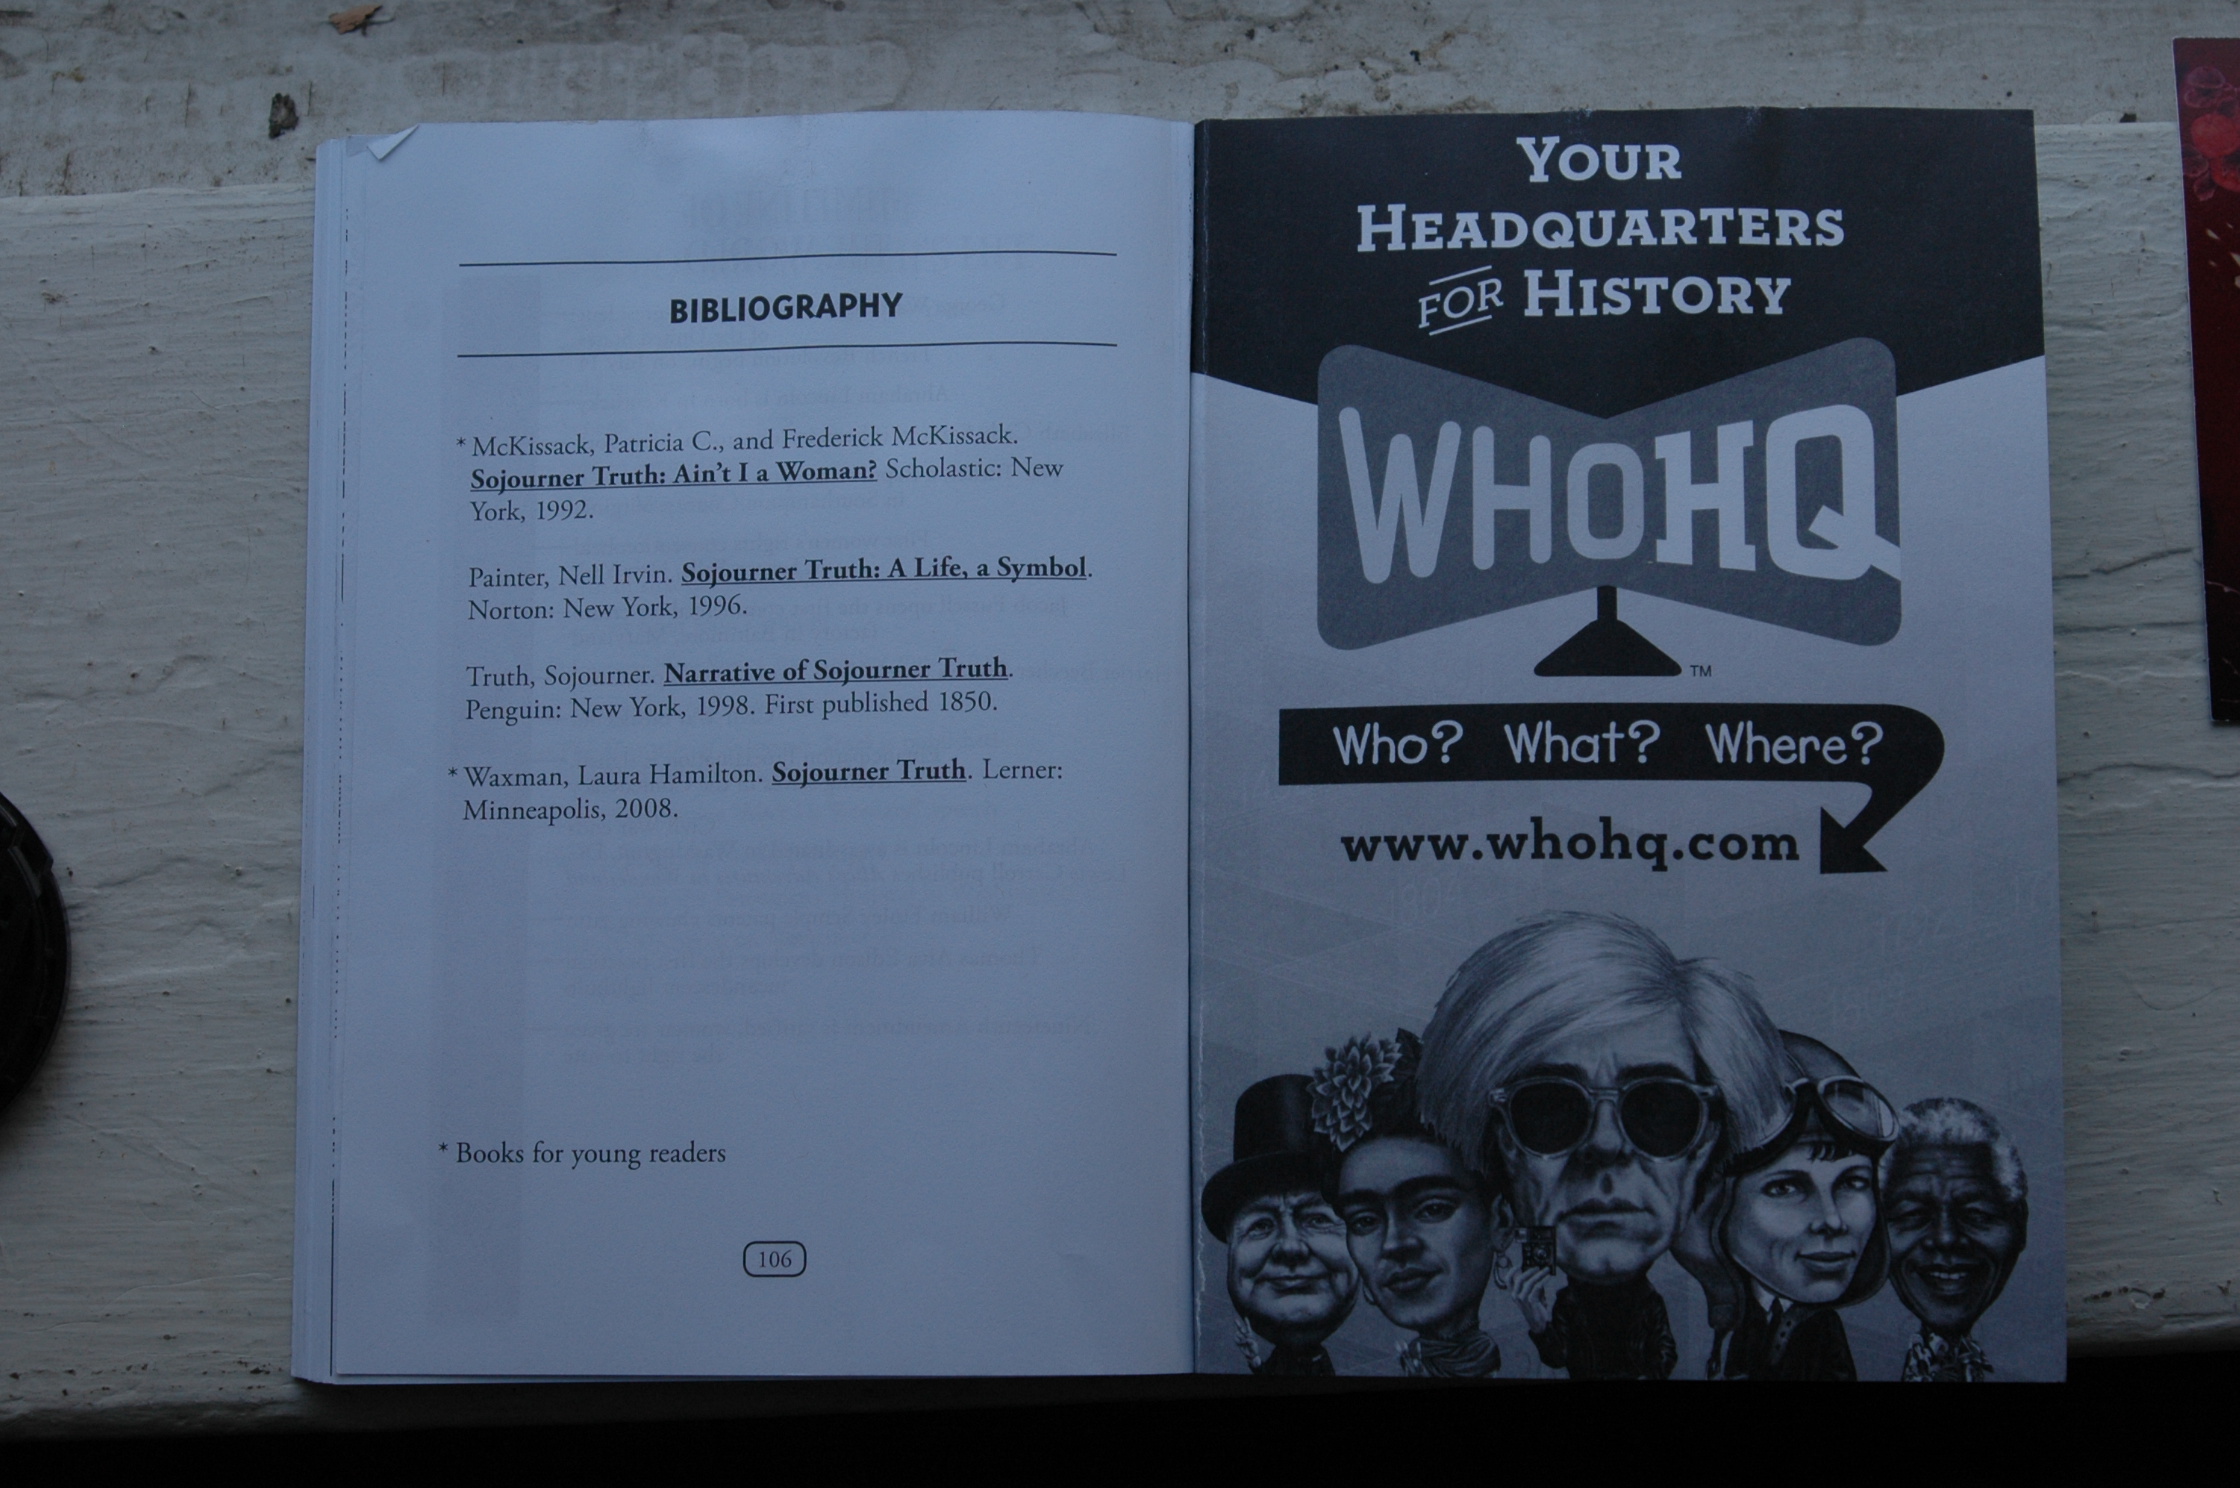 BIBLIOGRAPHY
* McKissack, Patricia C., and Frederick McKissack.
Sojourner Truth: Ain't I a Woman? Scholastic: New
York, 1992.
Painter, Nell Irvin. Sojourner Truth: A Life, a Symbol.
Norton: New York, 1996.
Truth, Sojourner. Narrative of Sojourner Truth.
Penguin: New York, 1998. First published 1850.
* Waxman, Laura Hamilton. Sojourner Truth. Lerner:
Minneapolis, 2008.
* Books for young readers
106
YOUR
HEADQUARTERS
FOR HISTORY
WHOHQ
TM
Who? What? Where?
www.whohq.com